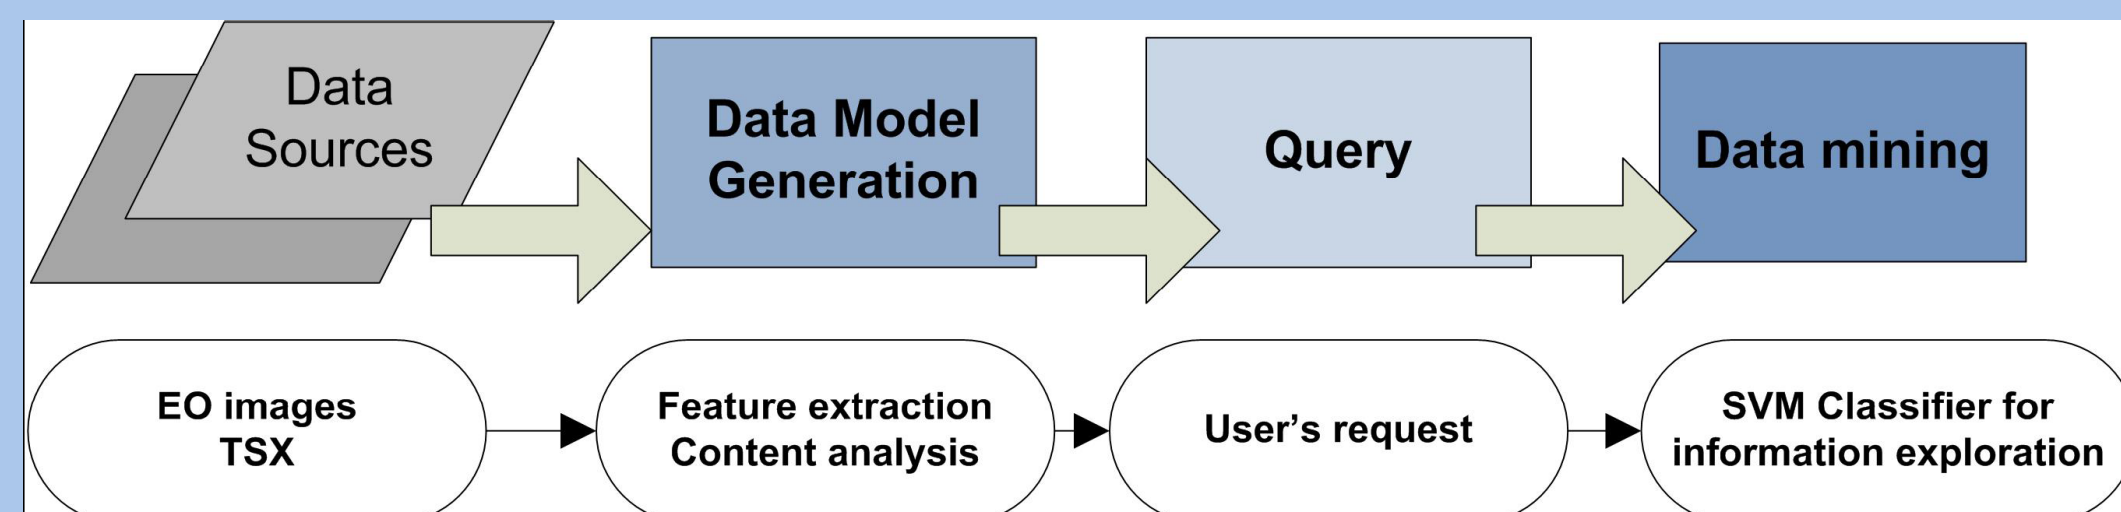 Data
Sources
Data Model
Generation
Query
Data mining
EO images
TSX
Feature extraction
Content analysis
User's request
SVM Classifier for
information exploration